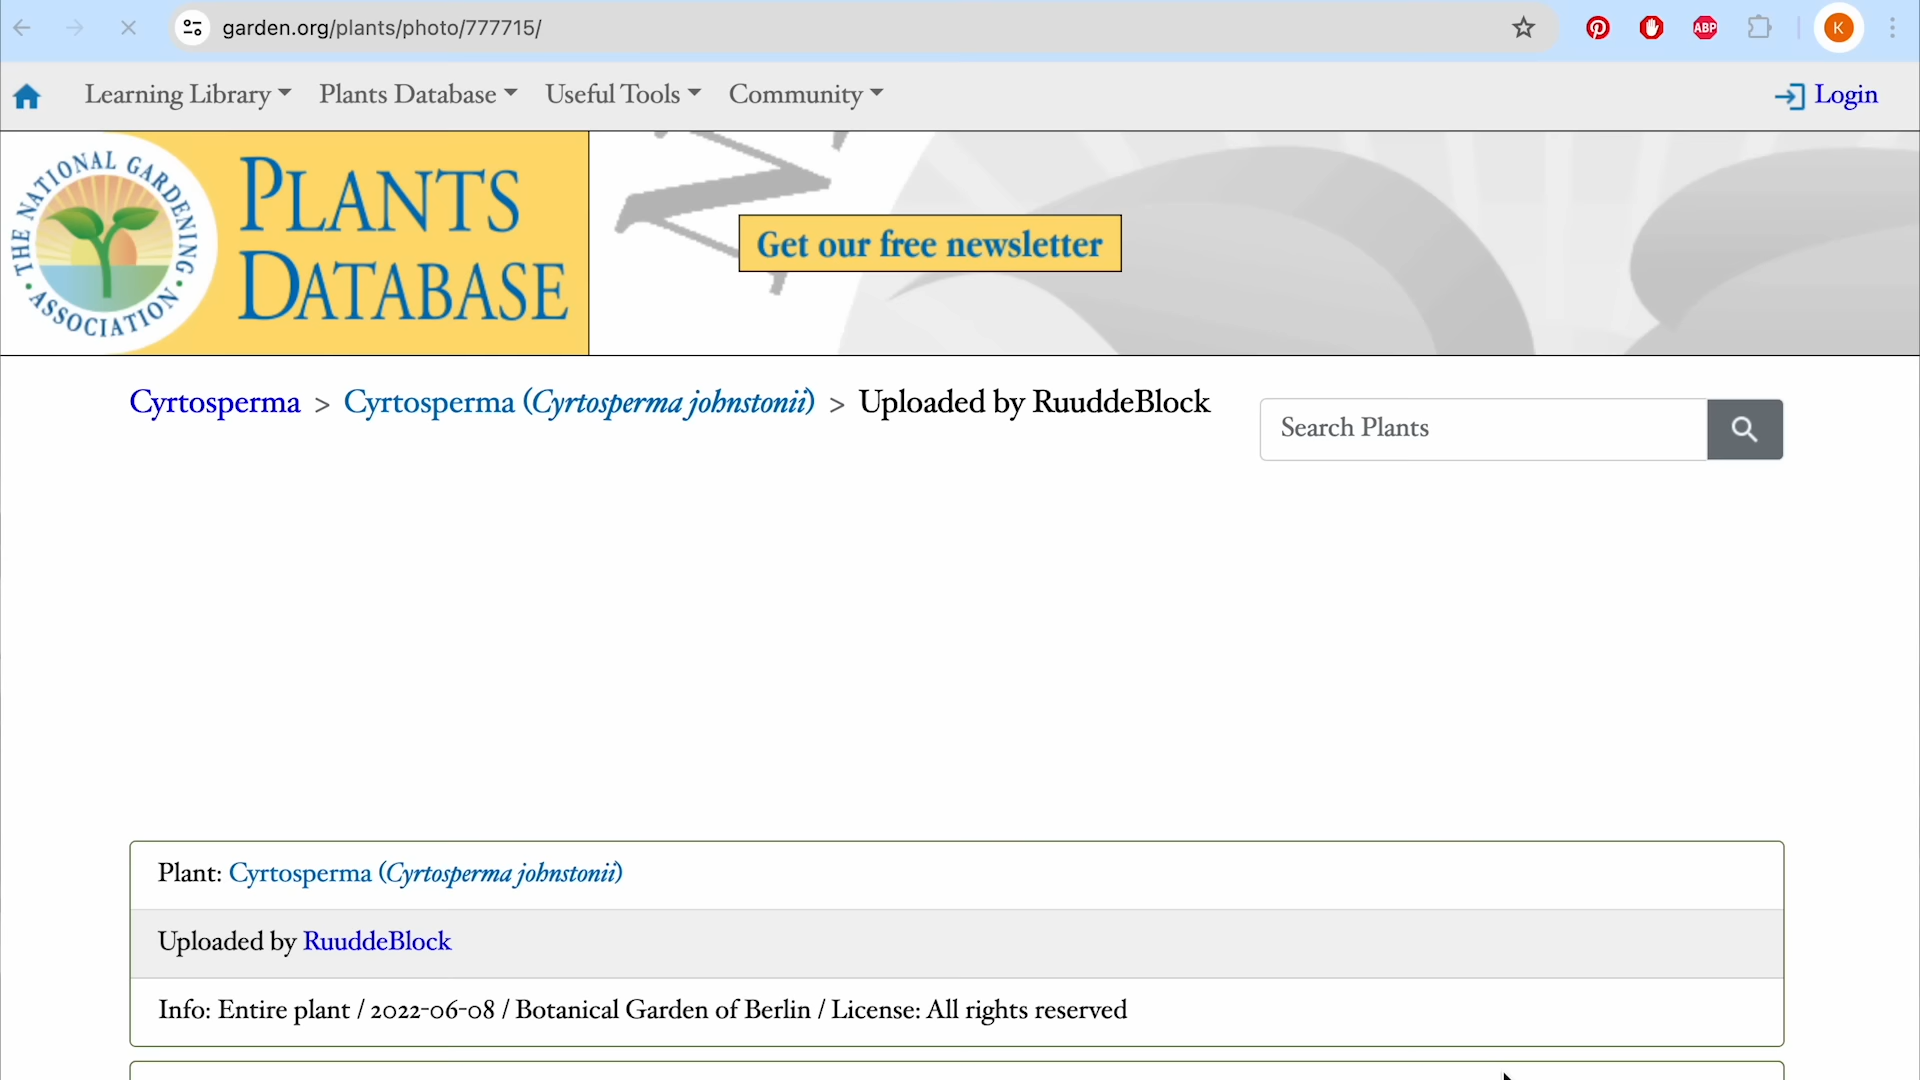 garden.org/plants/photo/777715/
ABP
K
Learning Library
Plants Database
Useful Tools
Community
Login
THE NATIONAL GARDENING ASSOCIATION
PLANTS
DATABASE
Get our free newsletter
Cyrtosperma > Cyrtosperma (Cyrtosperma johnstonii) > Uploaded by RuuddeBlock
Search Plants
Plant: Cyrtosperma (Cyrtosperma johnstonii)
Uploaded by RuuddeBlock
Info: Entire plant / 2022-06-08 / Botanical Garden of Berlin / License: All rights reserved